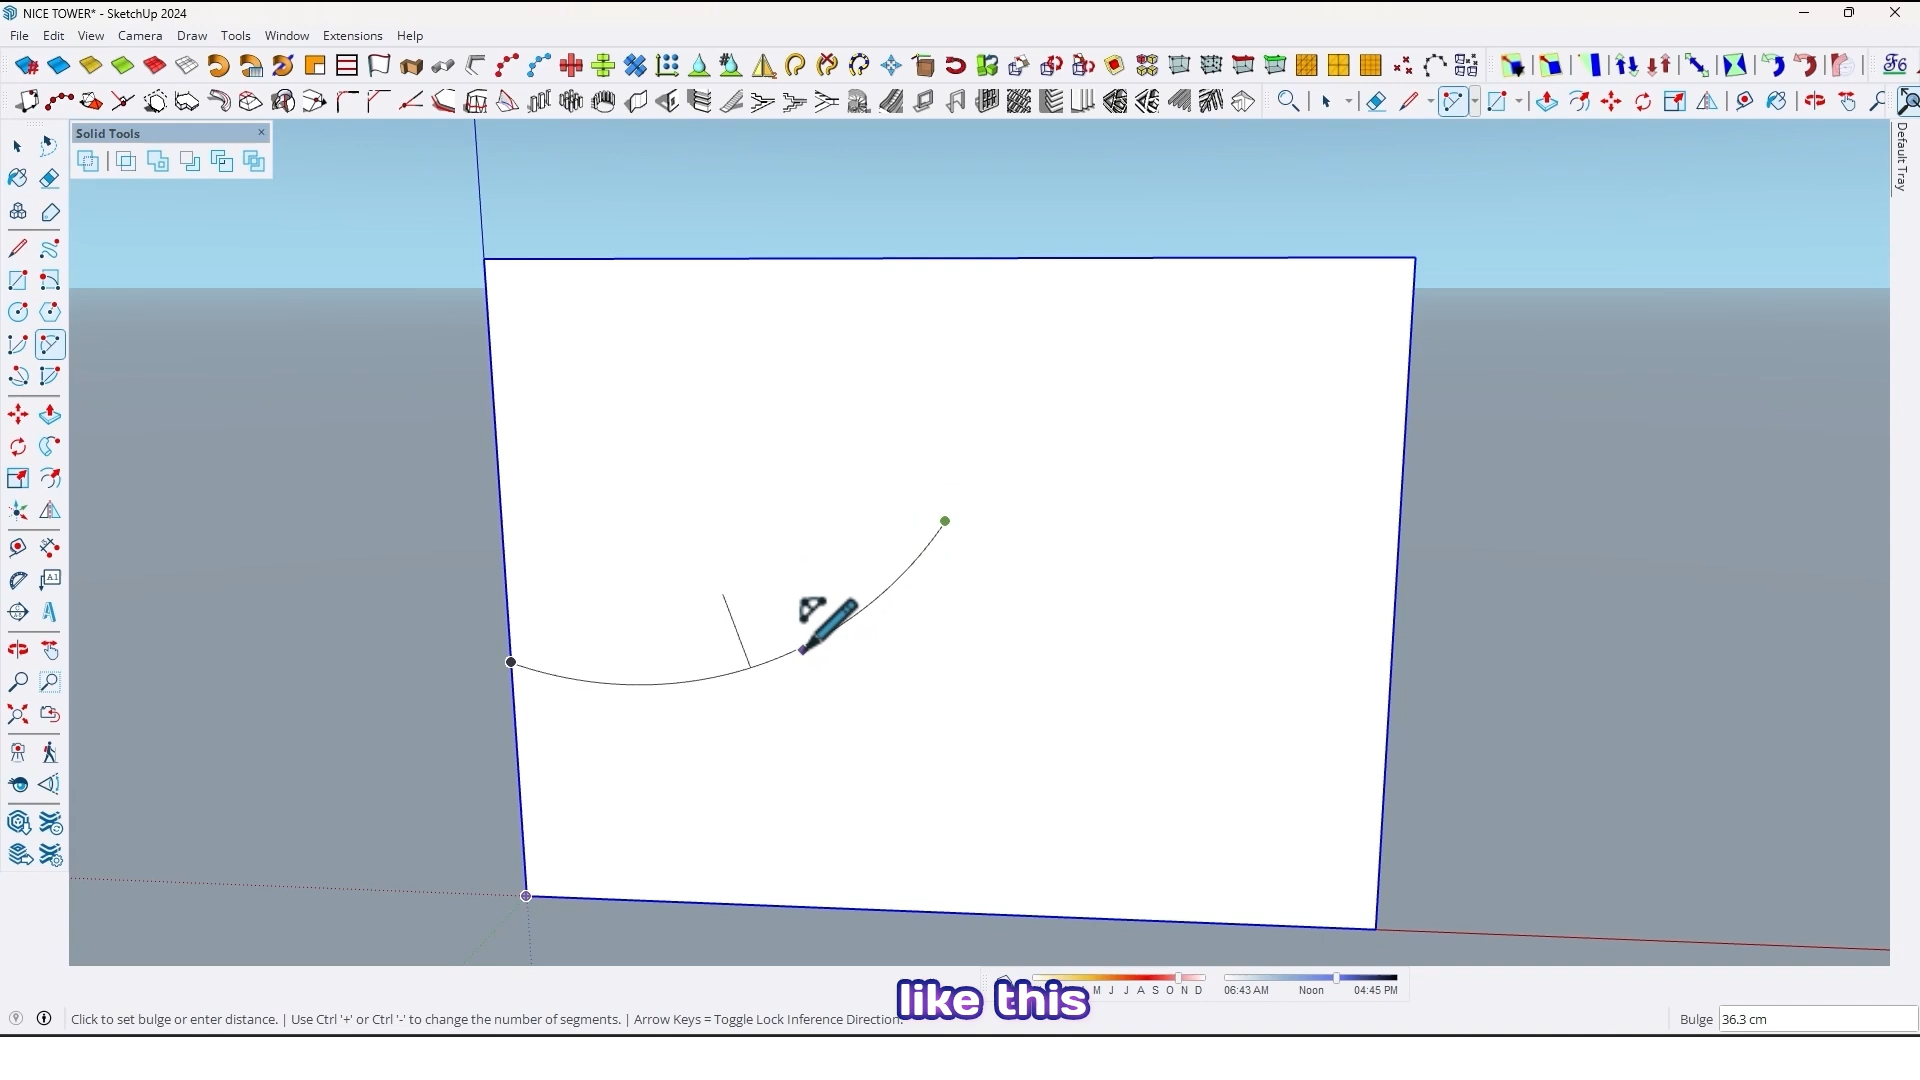 NICE TOWER* - SketchUp 2024
File Edit View Camera Draw Tools Window Extensions Help
Solid Tools
Default Tray
A1
M J J A S O N D
06:43 AM Noon 04:45 PM
like this
Click to set bulge or enter distance. | Use Ctrl '+' or Ctrl '-' to change the number of segments. | Arrow Keys = Toggle Lock Inference Direction.
Bulge 36.3 cm